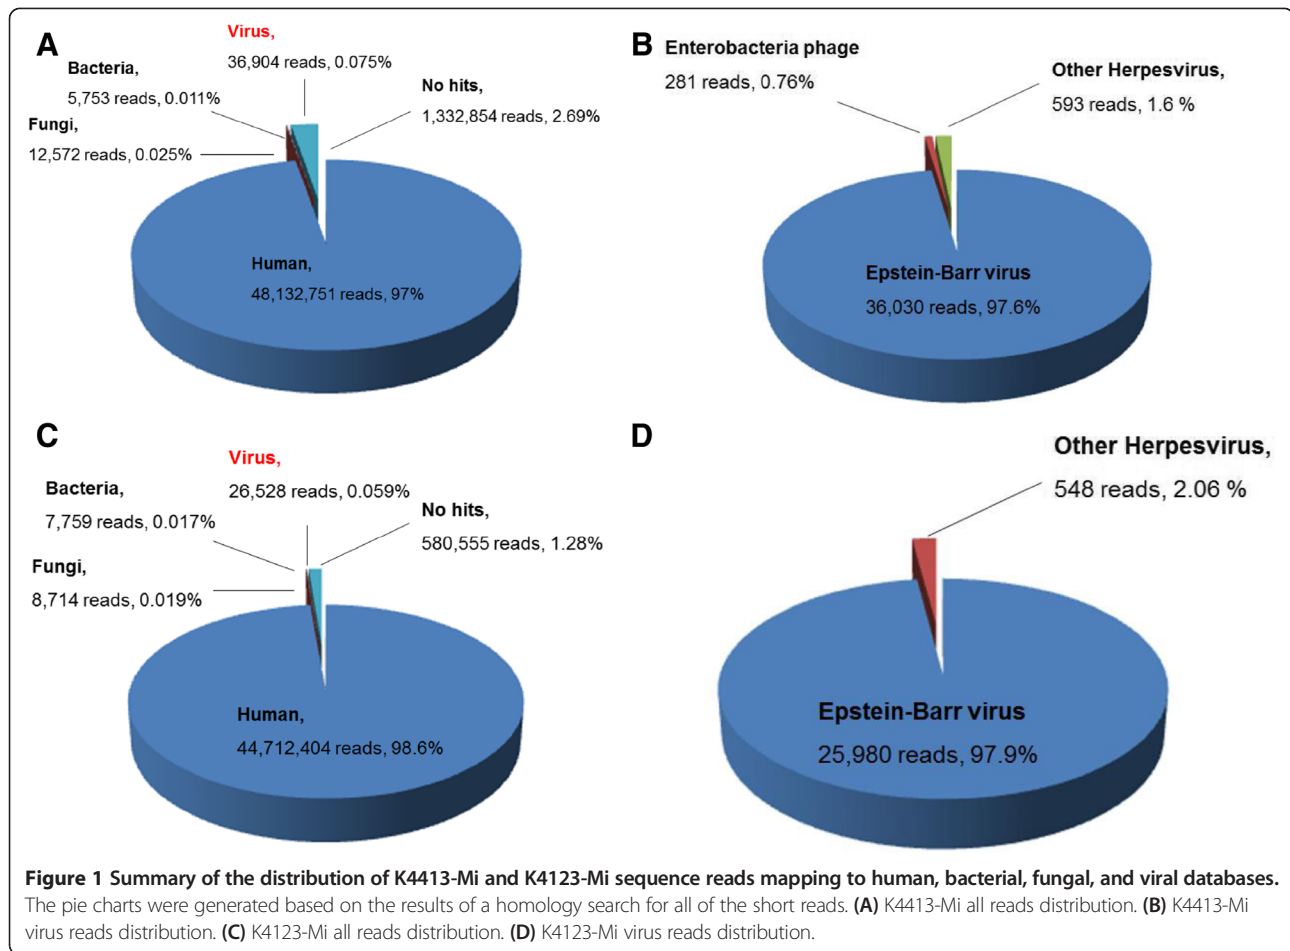 A
Virus,
36,904 reads, 0.075%
Bacteria,
5,753 reads, 0.011%
No hits,
1,332,854 reads, 2.69%
Fungi,
12,572 reads, 0.025%
Human,
48,132,751 reads, 97%
B
Enterobacteria phage
281 reads, 0.76%
Other Herpesvirus,
593 reads, 1.6 %
Epstein-Barr virus
36,030 reads, 97.6%
C
Virus,
26,528 reads, 0.059%
Bacteria,
7,759 reads, 0.017%
No hits,
580,555 reads, 1.28%
Fungi,
8,714 reads, 0.019%
Human,
44,712,404 reads, 98.6%
D
Other Herpesvirus,
548 reads, 2.06 %
Epstein-Barr virus
25,980 reads, 97.9%
Figure 1 Summary of the distribution of K4413-Mi and K4123-Mi sequence reads mapping to human, bacterial, fungal, and viral databases.
The pie charts were generated based on the results of a homology search for all of the short reads. (A) K4413-Mi all reads distribution. (B) K4413-Mi
virus reads distribution. (C) K4123-Mi all reads distribution. (D) K4123-Mi virus reads distribution.